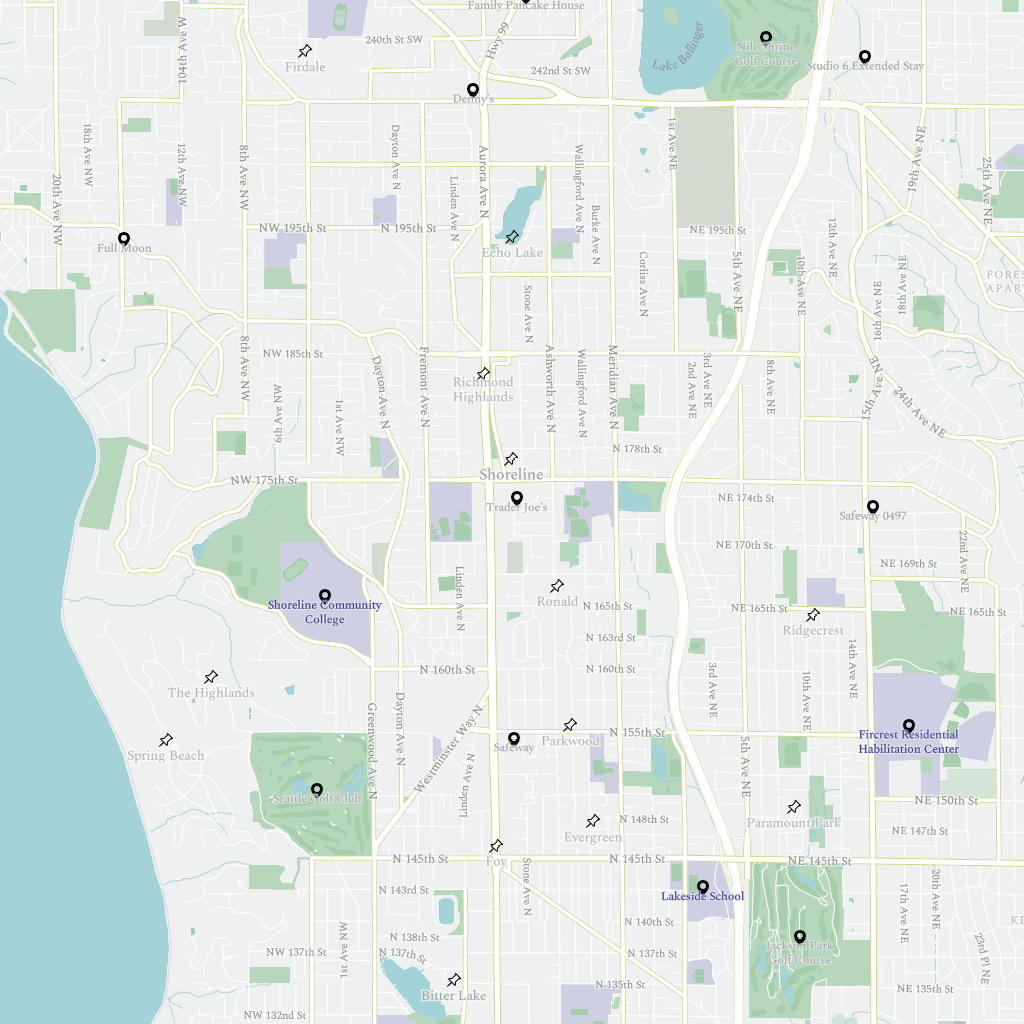 Family Pancake House
240th St SW
Hwy 99
104th Ave W
Firdale
Nile Shrine
Golf Course
Lake Ballinger
Studio 6 Extended Stay
242nd St SW
Denny's
18th Ave NW
12th Ave NW
8th Ave NW
Dayton Ave N
Aurora Ave N
Wallingford Ave N
1st Ave NE
19th Ave NE
25th Ave NE
20th Ave NW
Linden Ave N
Burke Ave N
NW 195th St
N 195th St
NE 195th St
Full Moon
Echo Lake
Corliss Ave N
5th Ave NE
12th Ave NE
10th Ave NE
16th Ave NE
18th Ave NE
Stone Ave N
8th Ave NW
NW 185th St
Dayton Ave N
Fremont Ave N
Richmond
Highlands
Ashworth Ave N
Wallingford Ave N
Meridian Ave N
2nd Ave NE
3rd Ave NE
8th Ave NE
15th Ave NE
24th Ave NE
6th Ave NW
1st Ave NW
N 178th St
Shoreline
NW 175th St
Trader Joe's
NE 174th St
Safeway 0497
NE 170th St
22nd Ave NE
NE 169th St
Linden Ave N
Shoreline Community
College
Ronald
N 165th St
NE 165th St
NE 165th St
Ridgecrest
N 163rd St
N 160th St
N 160th St
14th Ave NE
3rd Ave NE
10th Ave NE
The Highlands
Greenwood Ave N
Dayton Ave N
Westminster Way N
Spring Beach
Safeway
Parkwood
N 155th St
5th Ave NE
Fircrest Residential
Habilitation Center
Seattle Golf Club
Linden Ave N
NE 150th St
N 148th St
Evergreen
Paramount Park
NE 147th St
N 145th St
Foy
N 145th St
NE 145th St
Stone Ave N
N 143rd St
Lakeside School
17th Ave NE
20th Ave NE
N 140th St
1st Ave NW
N 138th St
NW 137th St
N 137th St
N 137th St
Jackson Park
Golf Course
23rd Pl NE
Bitter Lake
N 135th St
NE 135th St
NW 132nd St